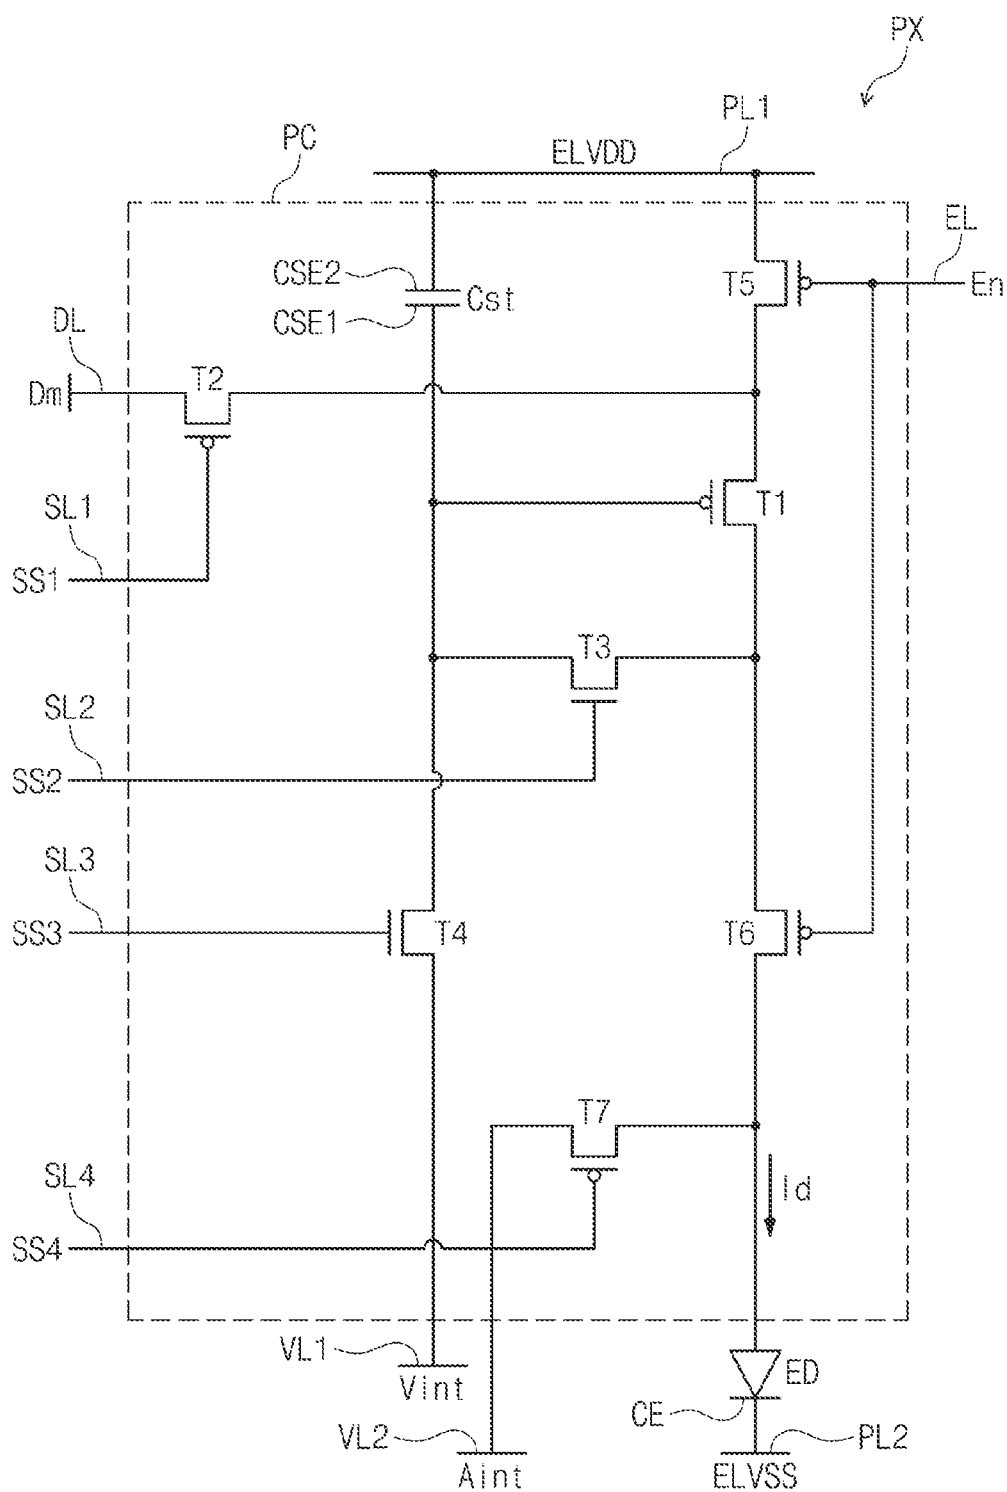 PX
PL1
PC
ELVDD
EL
CSE2
T5
En
Cst
CSE1
DL
T2
Dm
SL1
T1
SS1
T3
SL2
SS2
SL3
SS3
T4
T6
T7
SL4
Id
SS4
VL1
Vint
ED
CE
VL2
PL2
Aint
ELVSS